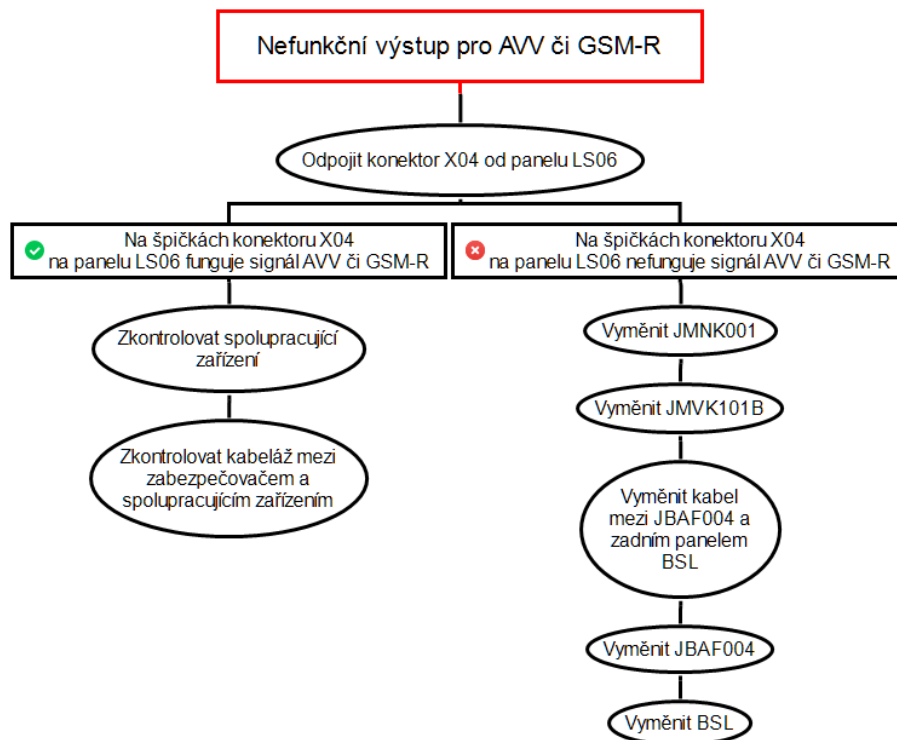 Nefunkční výstup pro AVV či GSM-R
Odpojit konektor X04 od panelu LS06
Na špičkách konektoru X04
na panelu LS06 funguje signál AVV či GSM-R
Na špičkách konektoru X04
na panelu LS06 nefunguje signál AVV či GSM-R
Zkontrolovat spolupracující
zařízení
Zkontrolovat kabeláž mezi
zabezpečovačem a
spolupracujícím zařízením
Vyměnit JMNK001
Vyměnit JMVK101B
Vyměnit kabel
mezi JBAF004 a
zadním panelem
BSL
Vyměnit JBAF004
Vyměnit BSL